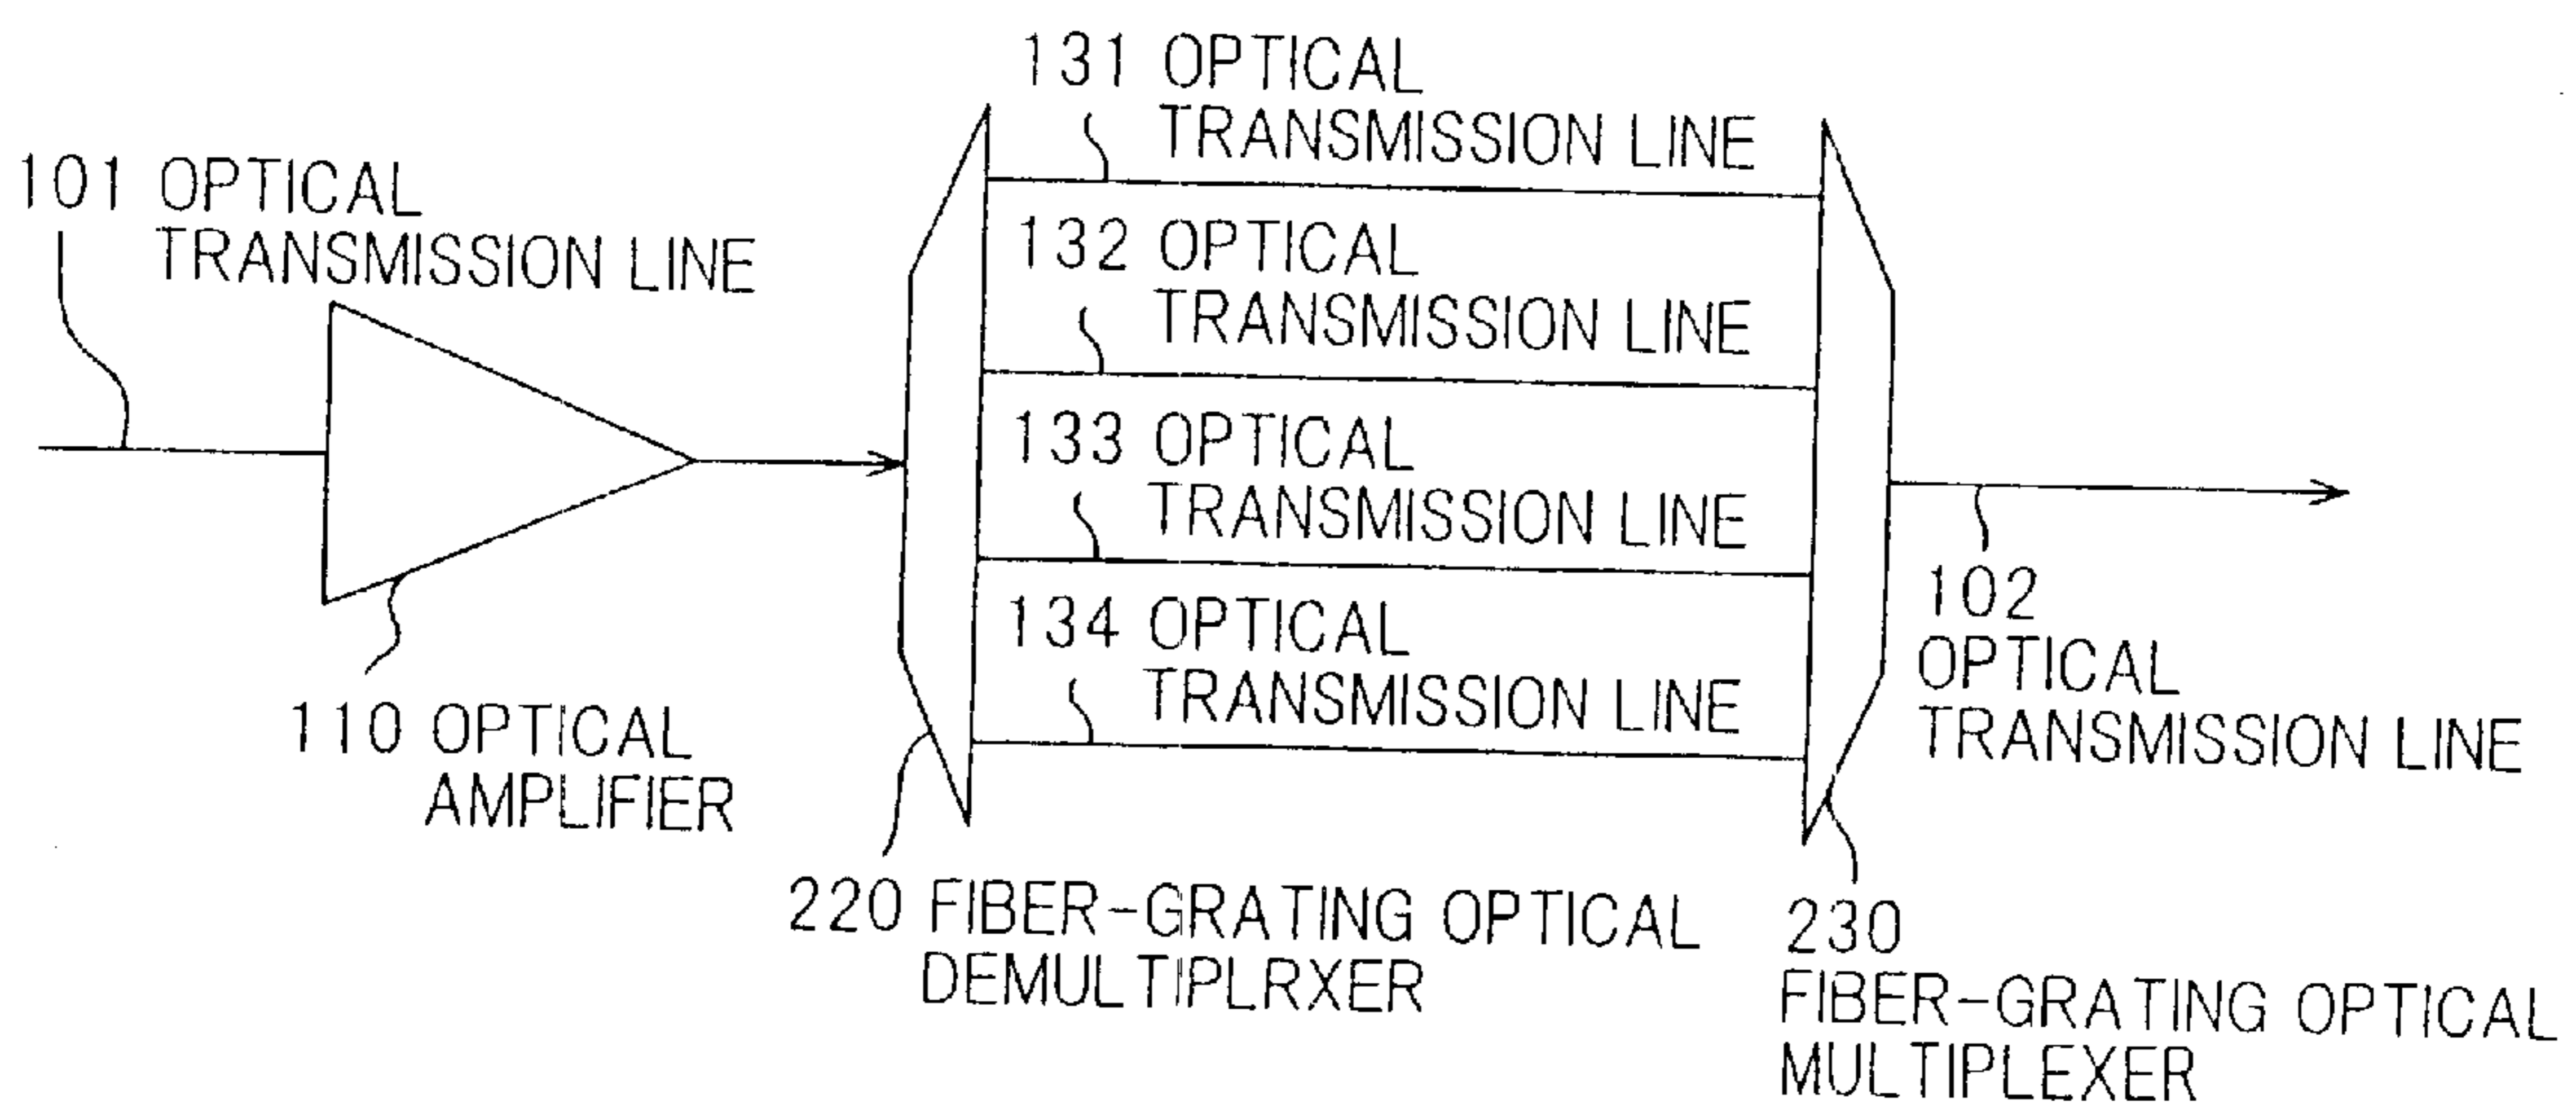 101 OPTICAL
TRANSMISSION LINE
110 OPTICAL
AMPLIFIER
131 OPTICAL
TRANSMISSION LINE
132 OPTICAL
TRANSMISSION LINE
133 OPTICAL
TRANSMISSION LINE
134 OPTICAL
TRANSMISSION LINE
220 FIBER-GRATING OPTICAL
DEMULTIPLRXER
102
OPTICAL
TRANSMISSION LINE
230
FIBER-GRATING OPTICAL
MULTIPLEXER